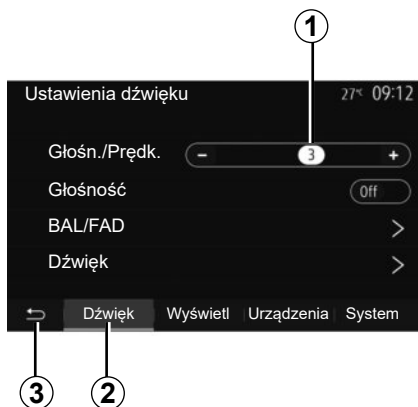 1
Ustawienia dźwięku 27°C 09:12
Głośn./Prędk. - 3 +
Głośność Off
BAL/FAD >
Dźwięk >
Dźwięk Wyświetl Urządzenia System
3 2